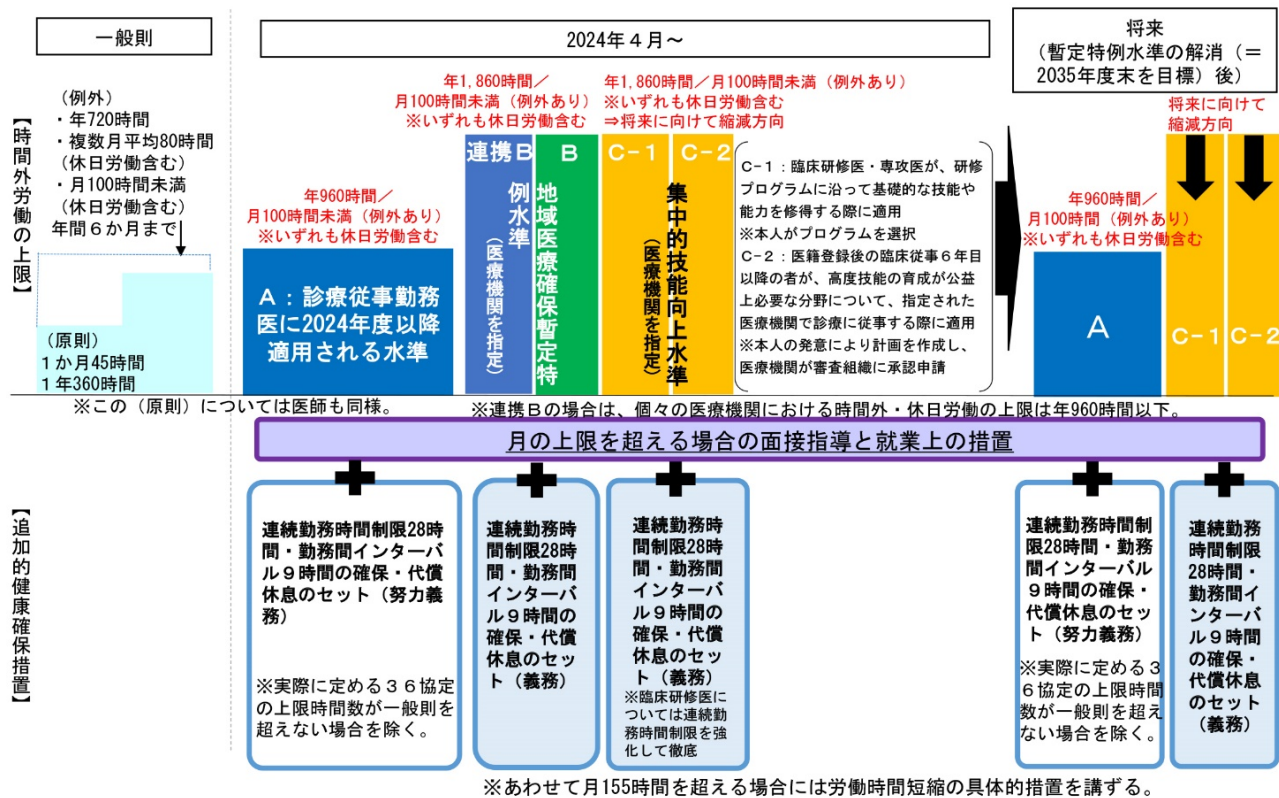 一般則
2024年４月～
将来
（暫定特例水準の解消（＝
2035年度末を目標）後）
【時間外労働の上限】
（例外）
・年720時間
・複数月平均80時間
（休日労働含む）
・月100時間未満
（休日労働含む）
年間６か月まで
（原則）
１か月45時間
１年360時間
年960時間／
月100時間未満（例外あり）
※いずれも休日労働含む
Ａ：診療従事勤務
医に2024年度以降
適用される水準
年1,860時間／
月100時間未満（例外あり）
※いずれも休日労働含む
連携Ｂ
Ｂ
地域医療確保暫定特
例水準
（医療機関を指定）
年1,860時間／月100時間未満（例外あり）
※いずれも休日労働含む
⇒将来に向けて縮減方向
Ｃ-１
Ｃ-２
集中的技能向上水準
（医療機関を指定）
Ｃ-１：臨床研修医・専攻医が、研修
プログラムに沿って基礎的な技能や
能力を修得する際に適用
※本人がプログラムを選択
Ｃ-２：医籍登録後の臨床従事６年目
以降の者が、高度技能の育成が公益
上必要な分野について、指定された
医療機関で診療に従事する際に適用
※本人の発意により計画を作成し、
医療機関が審査組織に承認申請
年960時間／
月100時間（例外あり）
※いずれも休日労働含む
Ａ
将来に向けて
縮減方向
Ｃ-１
Ｃ-２
※この（原則）については医師も同様。
※連携Ｂの場合は、個々の医療機関における時間外・休日労働の上限は年960時間以下。
【追加的健康確保措置】
月の上限を超える場合の面接指導と就業上の措置
連続勤務時間制限28時
間・勤務間インターバ
ル９時間の確保・代償
休息のセット（努力義
務）
※実際に定める３６協定
の上限時間数が一般則を
超えない場合を除く。
連続勤務時
間制限28時
間・勤務間
インターバ
ル９時間の
確保・代償
休息のセッ
ト（義務）
連続勤務時
間制限28時
間・勤務間
インターバ
ル９時間の
確保・代償
休息のセッ
ト（義務）
※臨床研修医に
ついては連続勤
務時間制限を強
化して徹底
連続勤務時間制
限28時間・勤務
間インターバル
９時間の確保・
代償休息のセッ
ト（努力義務）
※実際に定める３
６協定の上限時間
数が一般則を超え
ない場合を除く。
連続勤務
時間制限
28時間・
勤務間イ
ンターバ
ル９時間
の確保・
代償休息
のセット
（義務）
※あわせて月155時間を超える場合には労働時間短縮の具体的措置を講ずる。